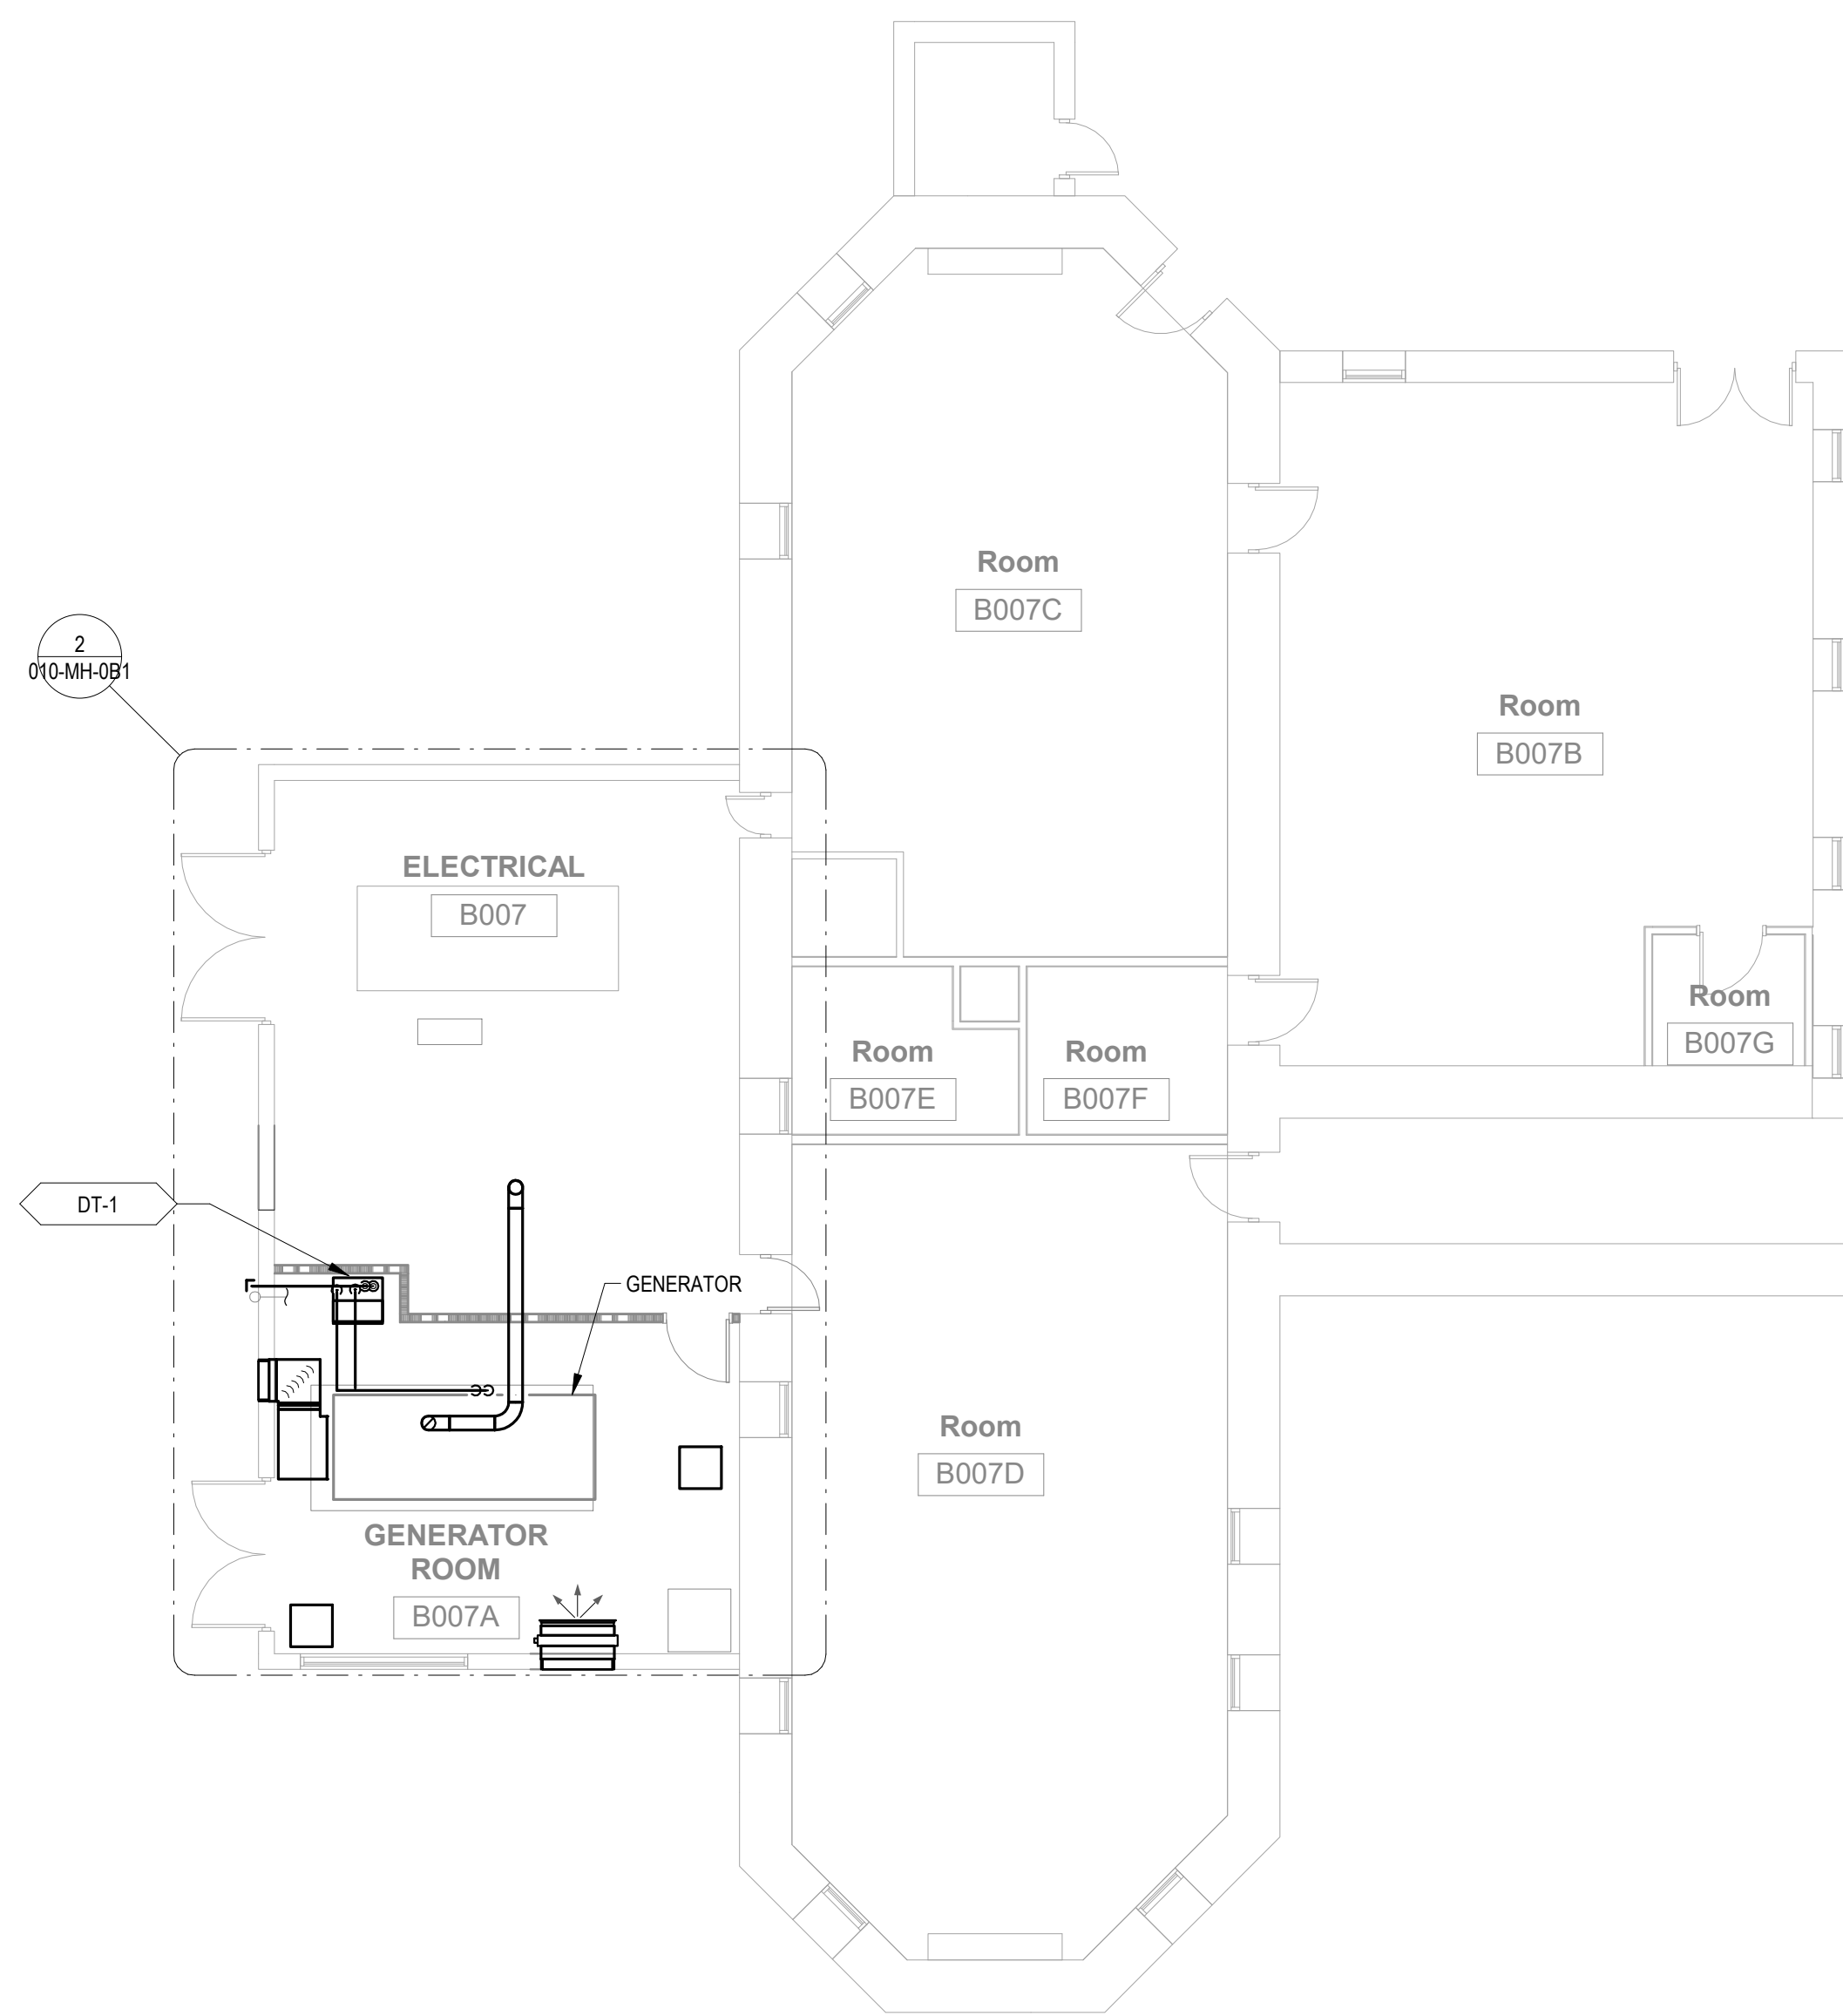 Room
B007C
2
010-MH-0B1
Room
B007B
ELECTRICAL
B007
Room
B007G
Room
B007E
Room
B007F
DT-1
GENERATOR
Room
B007D
GENERATOR
ROOM
B007A